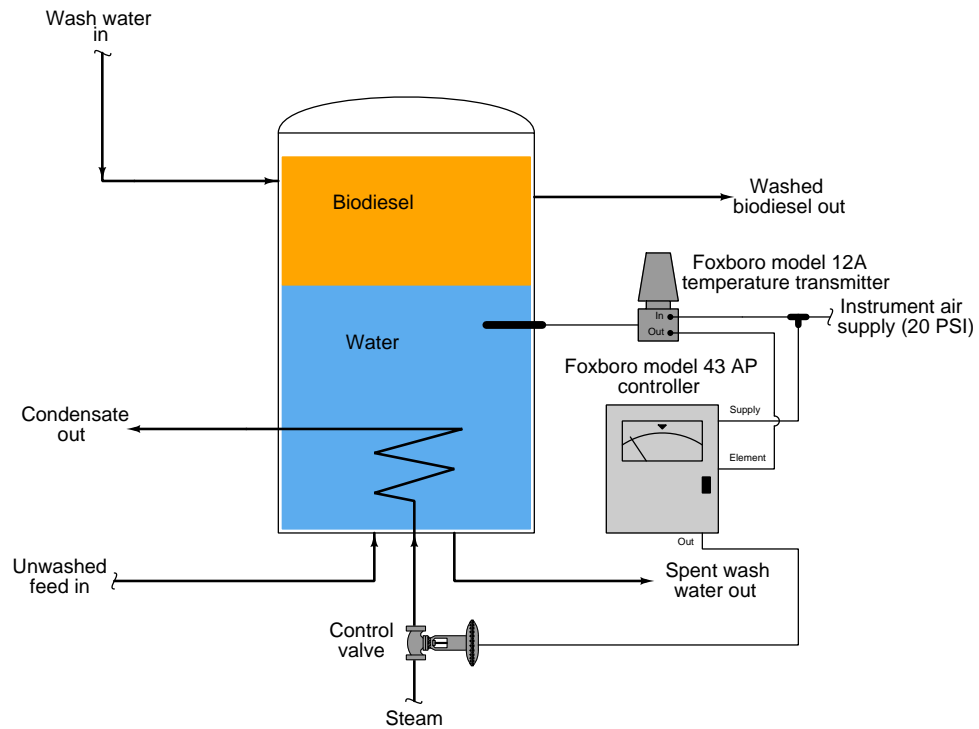 Wash water
in
Biodiesel
Washed
biodiesel out
Foxboro model 12A
temperature transmitter
In
Out
Instrument air
supply (20 PSI)
Water
Foxboro model 43 AP
controller
Supply
Element
Out
Condensate
out
Unwashed
feed in
Spent wash
water out
Control
valve
Steam